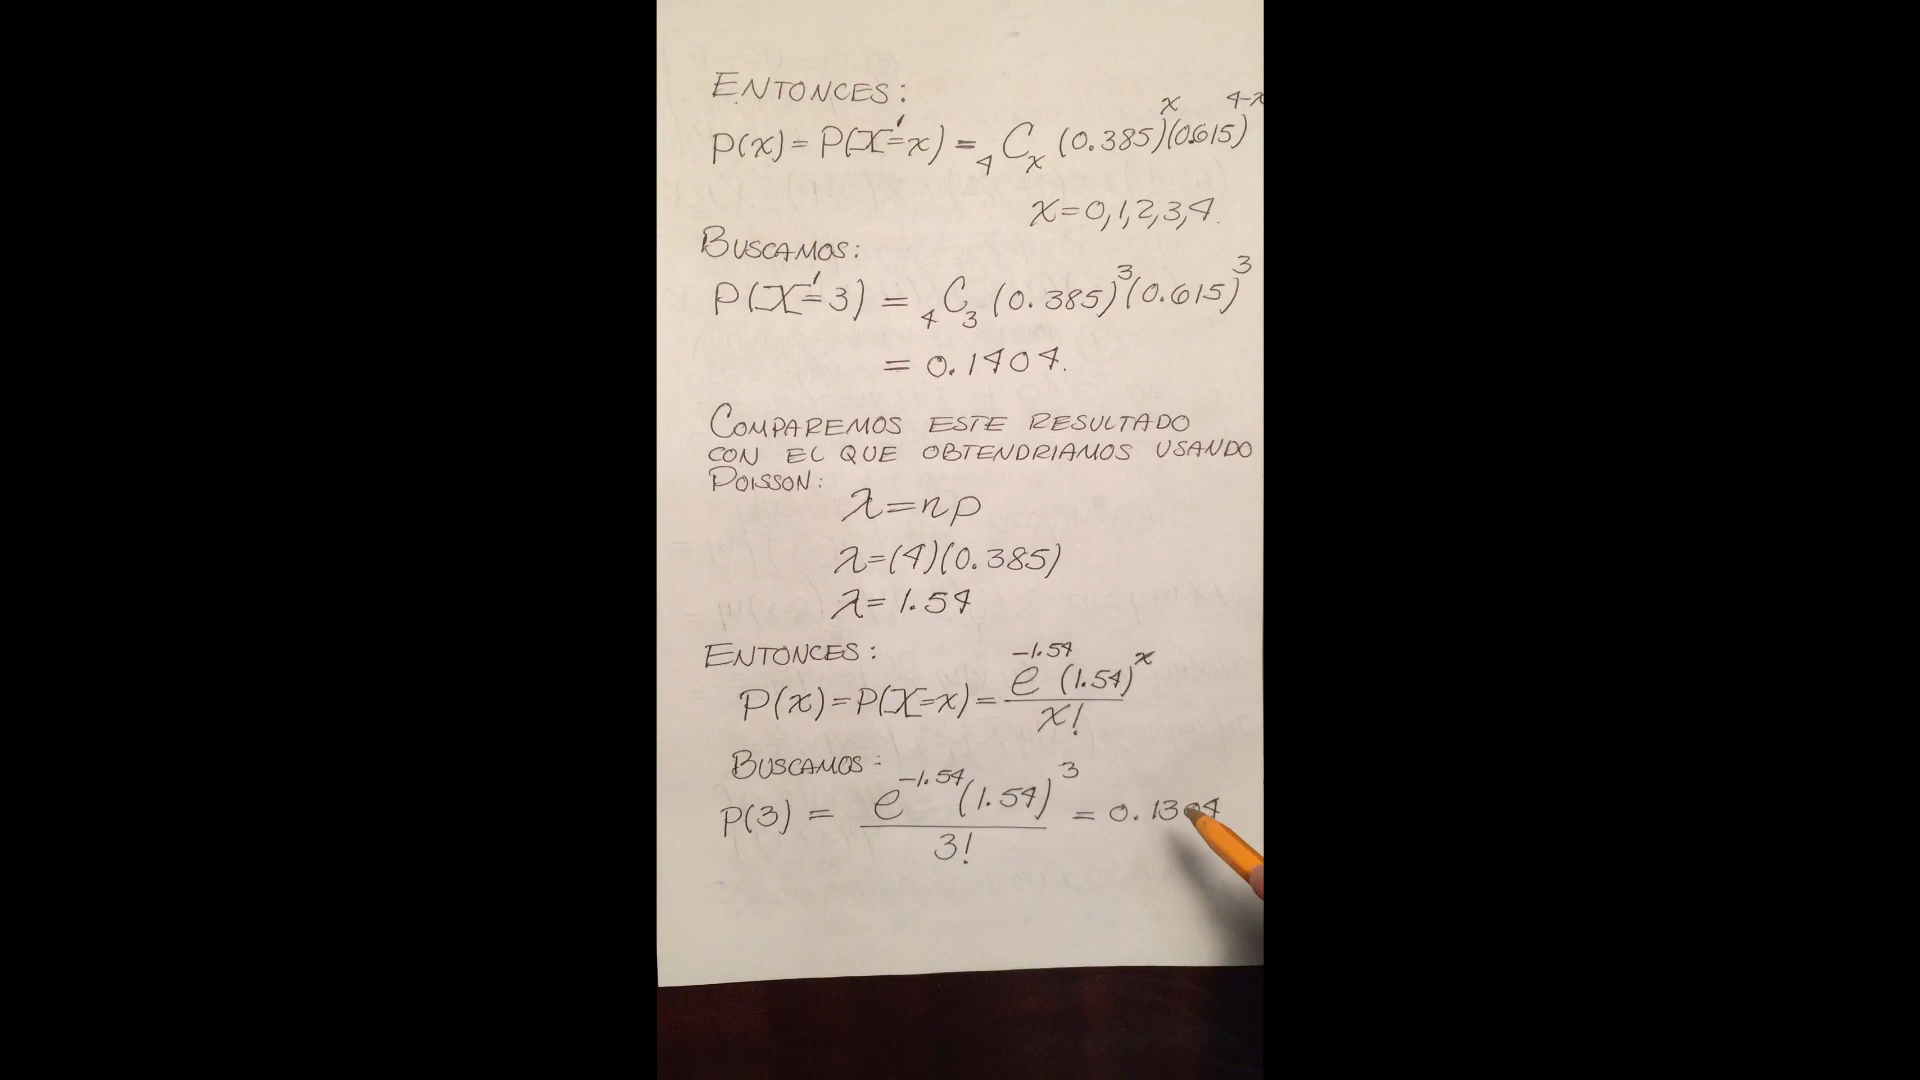 ENTONCES:
P(x) = P(X'=x) = ₄Cₓ (0.385)ˣ(0.615)⁴⁻ˣ
x=0,1,2,3,4.
BUSCAMOS:
P(X'=3) = ₄C₃ (0.385)³(0.615)³
= 0.1404.
COMPAREMOS ESTE RESULTADO
CON EL QUE OBTENDRIAMOS USANDO
POISSON:
λ=np
λ=(4)(0.385)
λ=1.54
ENTONCES:
P(x)=P(X=x)= e^-1.54 (1.54)^x / x!
BUSCAMOS:
P(3) = e^-1.54 (1.54)^3 / 3! = 0.13